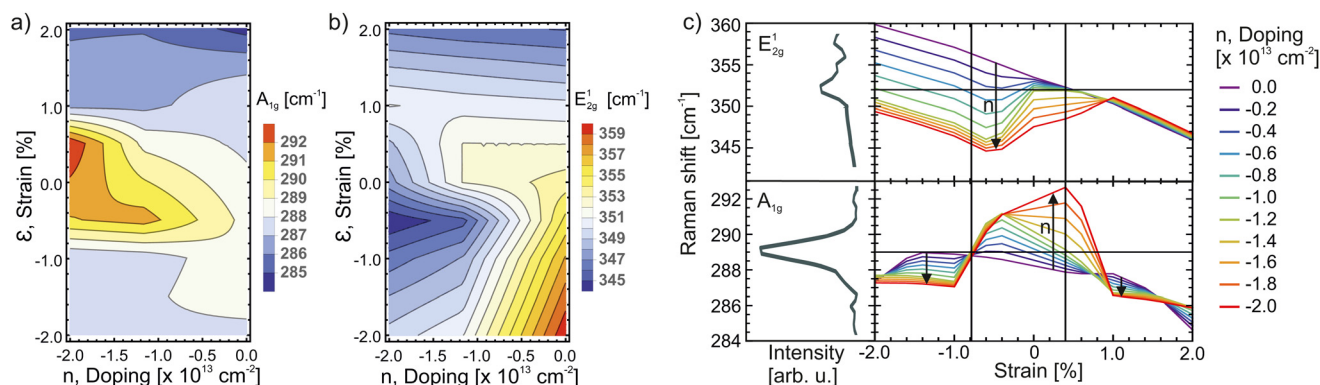 a)
2.0
1.0
0.0
1.0
2.0
ε, Strain [%]
-2.0 -1.5 -1.0 -0.5 0.0
n, Doping [x 10¹³ cm⁻²]
A₁g [cm⁻¹]
292
291
290
289
288
287
286
285
b)
2.0
1.0
0.0
1.0
2.0
ε, Strain [%]
-2.0 -1.5 -1.0 -0.5 0.0
n, Doping [x 10¹³ cm⁻²]
E¹₂g [cm⁻¹]
359
357
355
353
351
349
347
345
c)
360
355
350
345
292
290
288
286
284
Raman shift [cm⁻¹]
E¹₂g
A₁g
n
n
Intensity
[arb. u.]
-2.0 -1.0 0 1.0 2.0
Strain [%]
n, Doping
[x 10¹³ cm⁻²]
0.0
-0.2
-0.4
-0.6
-0.8
-1.0
-1.2
-1.4
-1.6
-1.8
-2.0